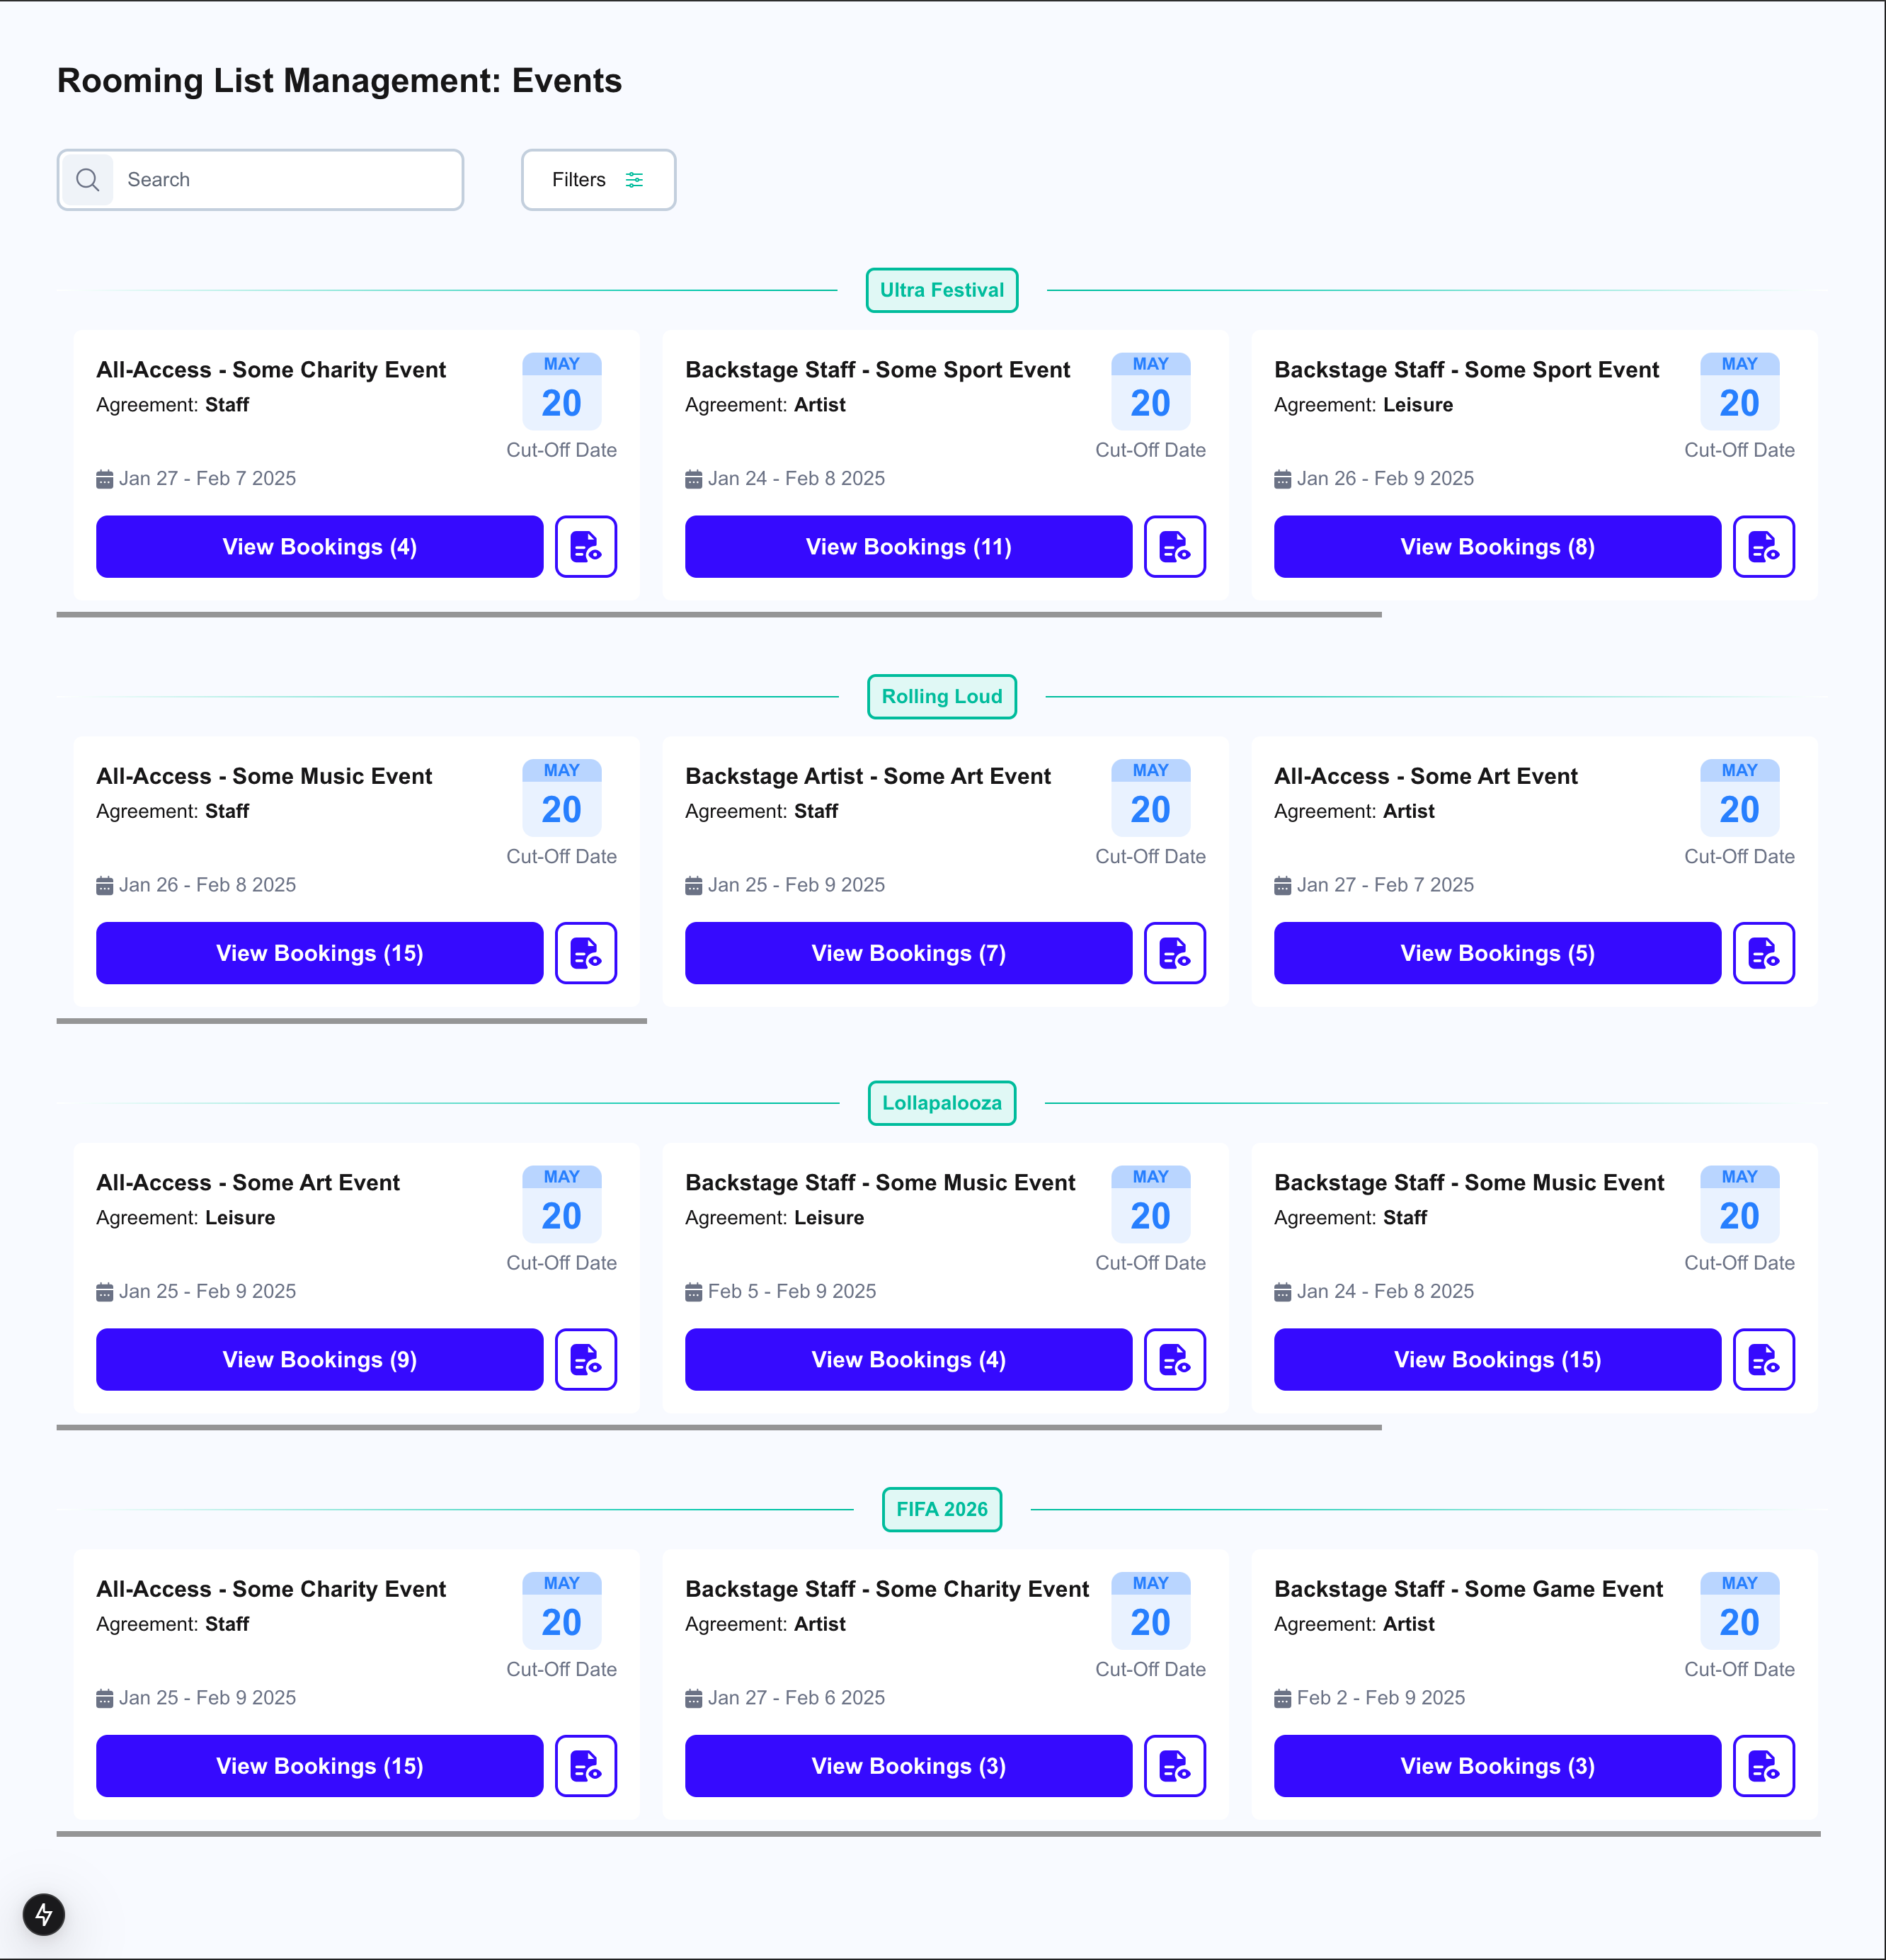 Rooming List Management: Events
Search
Filters
Ultra Festival
All-Access - Some Charity Event
Agreement: Staff
MAY
20
Cut-Off Date
Jan 27 - Feb 7 2025
View Bookings (4)
Backstage Staff - Some Sport Event
Agreement: Artist
MAY
20
Cut-Off Date
Jan 24 - Feb 8 2025
View Bookings (11)
Backstage Staff - Some Sport Event
Agreement: Leisure
MAY
20
Cut-Off Date
Jan 26 - Feb 9 2025
View Bookings (8)
Rolling Loud
All-Access - Some Music Event
Agreement: Staff
MAY
20
Cut-Off Date
Jan 26 - Feb 8 2025
View Bookings (15)
Backstage Artist - Some Art Event
Agreement: Staff
MAY
20
Cut-Off Date
Jan 25 - Feb 9 2025
View Bookings (7)
All-Access - Some Art Event
Agreement: Artist
MAY
20
Cut-Off Date
Jan 27 - Feb 7 2025
View Bookings (5)
Lollapalooza
All-Access - Some Art Event
Agreement: Leisure
MAY
20
Cut-Off Date
Jan 25 - Feb 9 2025
View Bookings (9)
Backstage Staff - Some Music Event
Agreement: Leisure
MAY
20
Cut-Off Date
Feb 5 - Feb 9 2025
View Bookings (4)
Backstage Staff - Some Music Event
Agreement: Staff
MAY
20
Cut-Off Date
Jan 24 - Feb 8 2025
View Bookings (15)
FIFA 2026
All-Access - Some Charity Event
Agreement: Staff
MAY
20
Cut-Off Date
Jan 25 - Feb 9 2025
View Bookings (15)
Backstage Staff - Some Charity Event
Agreement: Artist
MAY
20
Cut-Off Date
Jan 27 - Feb 6 2025
View Bookings (3)
Backstage Staff - Some Game Event
Agreement: Artist
MAY
20
Cut-Off Date
Feb 2 - Feb 9 2025
View Bookings (3)